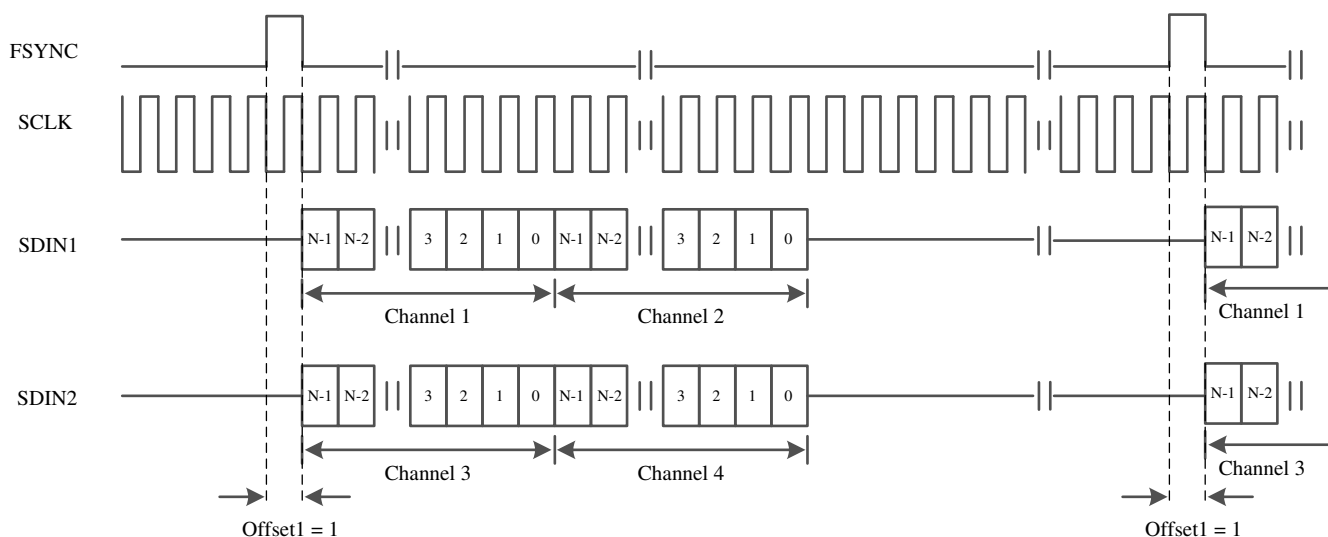 FSYNC
SCLK
SDIN1
N-1 N-2 3 2 1 0 N-1 N-2 3 2 1 0 N-1 N-2
Channel 1 Channel 2 Channel 1
SDIN2
N-1 N-2 3 2 1 0 N-1 N-2 3 2 1 0 N-1 N-2
Channel 3 Channel 4 Channel 3
Offset1 = 1 Offset1 = 1